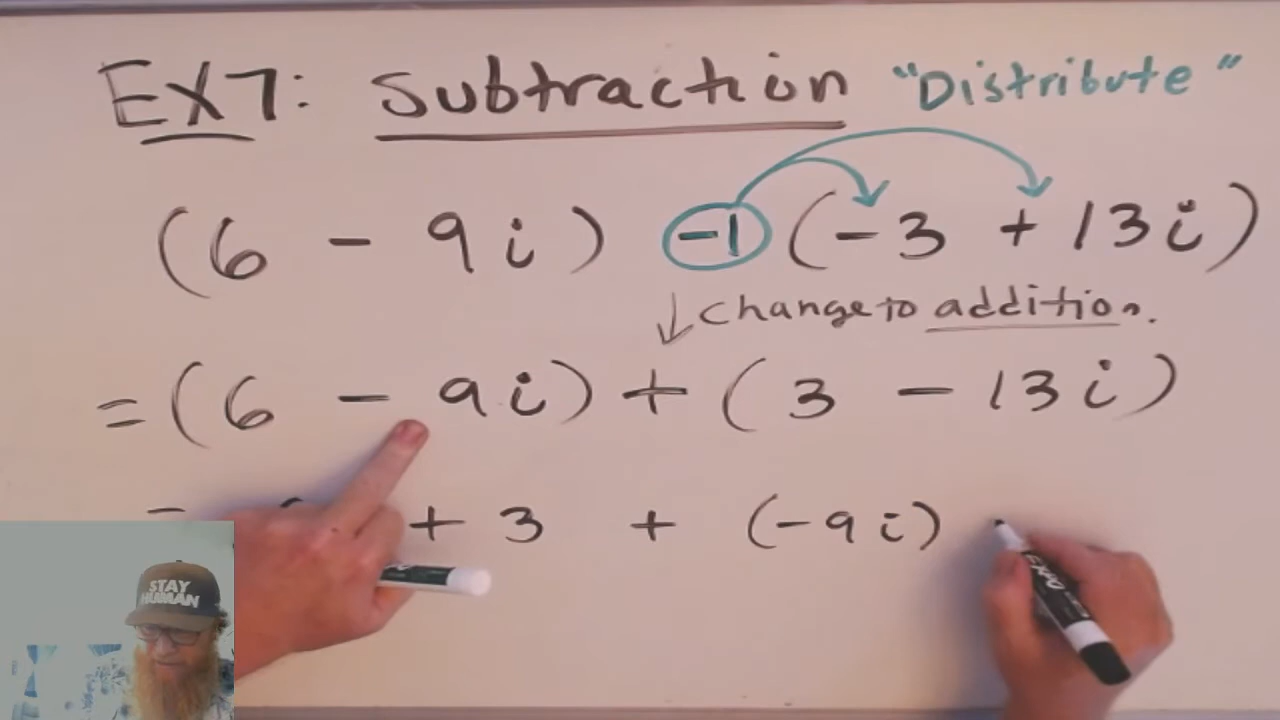 EX7: Subtraction "Distribute"
(6 - 9i) -1 (-3 + 13i)
↓ change to addition.
= (6 - 9i) + (3 - 13i)
= + 3 + (-9i)
STAY
HUMAN